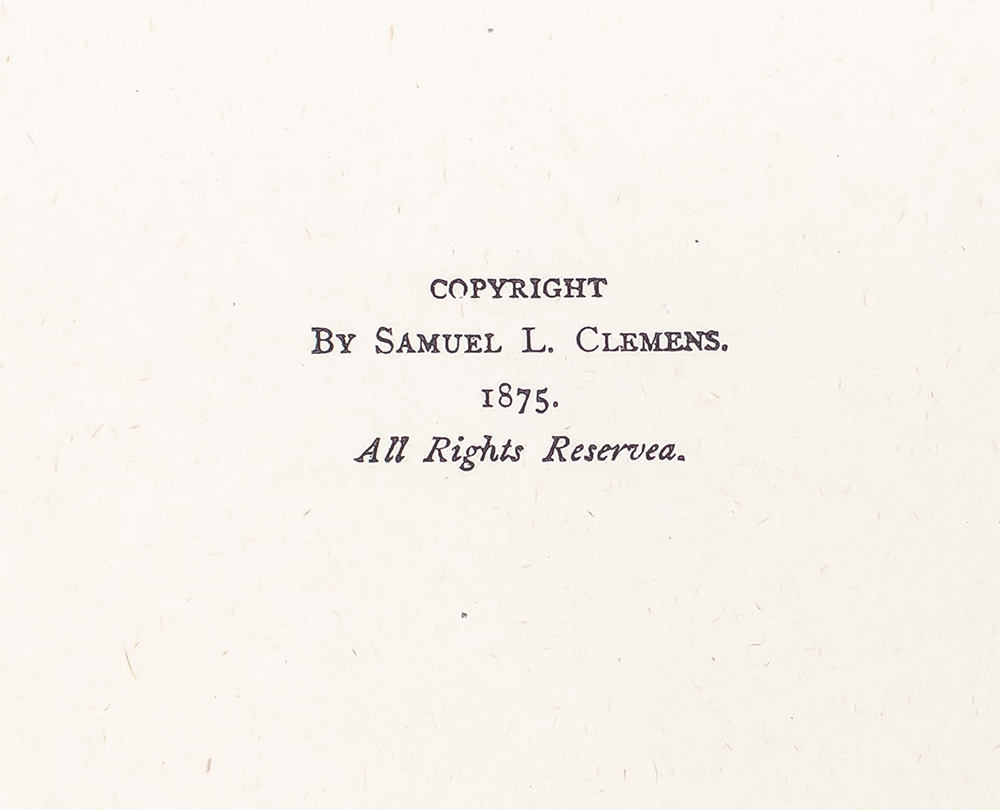 COPYRIGHT
By Samuel L. Clemens.
1875.
All Rights Reservea.